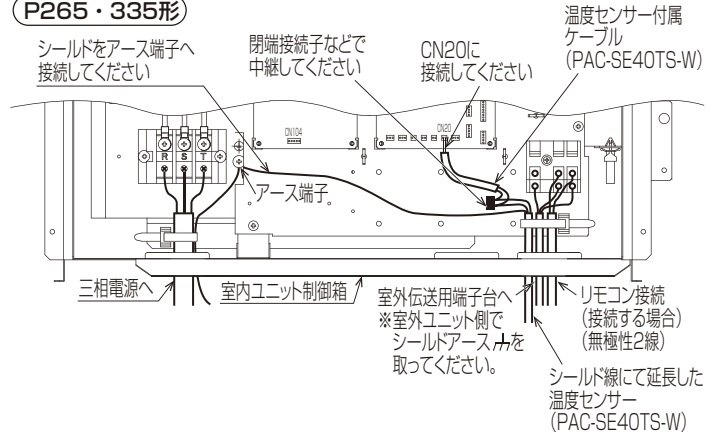 P265・335形
シールドをアース端子へ
接続してください
閉端接続子などで
中継してください
CN20に
接続してください
温度センサー付属
ケーブル
(PAC-SE40TS-W)
CN104
CN20
R S T
アース端子
三相電源へ
室内ユニット制御箱
室外伝送用端子台へ
※室外ユニット側で
シールドアースを
取ってください。
リモコン接続
(接続する場合)
(無極性2線)
シールド線にて延長した
温度センサー
(PAC-SE40TS-W)